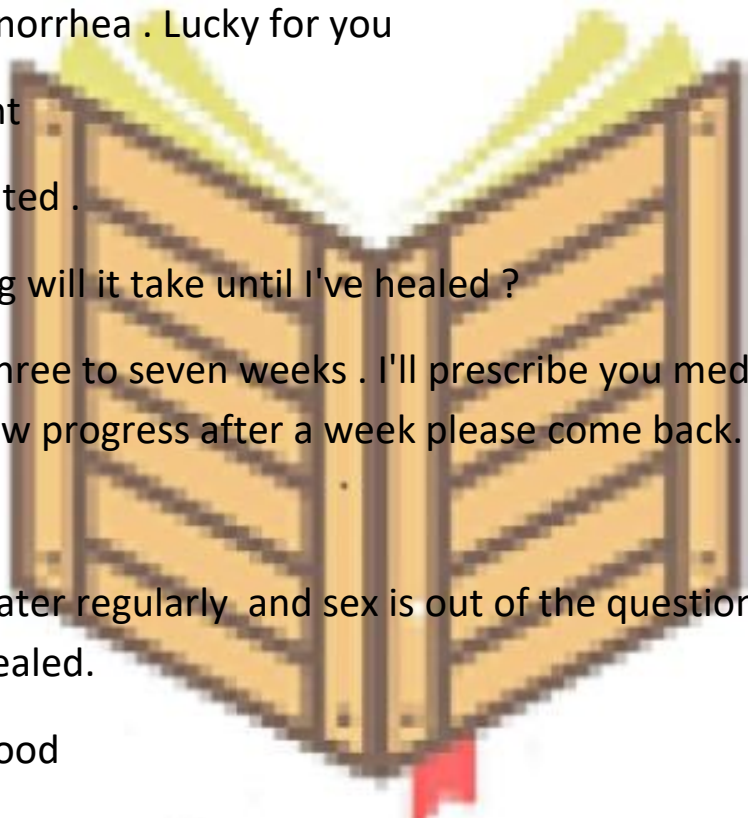 norrhea . Lucky for you
nt
ted .
g will it take until I've healed ?
hree to seven weeks . I'll prescribe you med
w progress after a week please come back.
ater regularly  and sex is out of the question
ealed.
ood